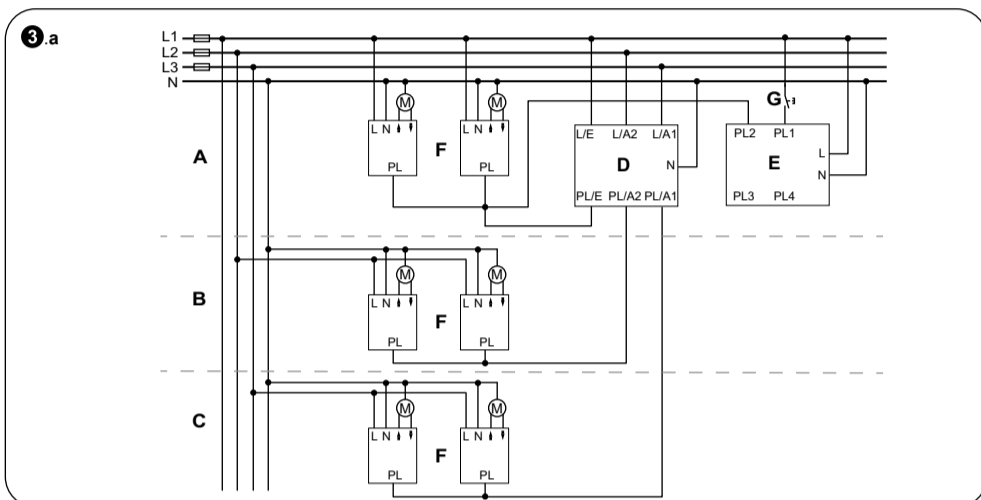 3.a
L1
L2
L3
N
A
L N
M
PL
F
L N
M
PL
L/E L/A2 L/A1
D
N
PL/E PL/A2 PL/A1
G
PL2 PL1
E
L
N
PL3 PL4
B
L N
M
PL
F
L N
M
PL
C
L N
M
PL
F
L N
M
PL